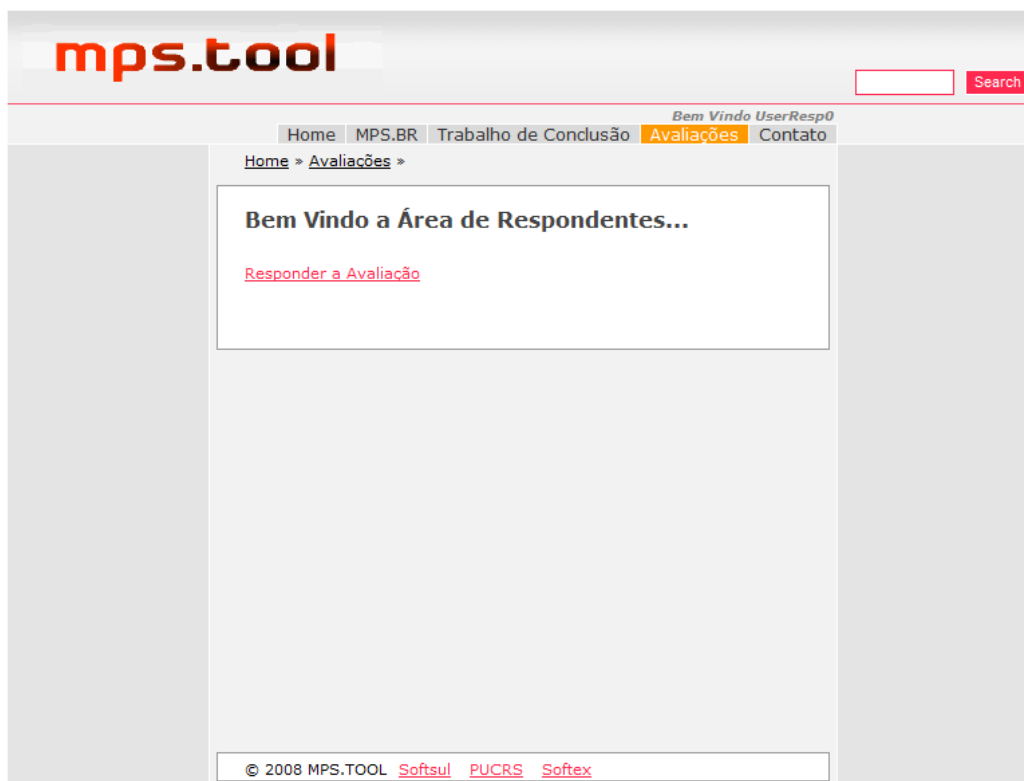 mps.tool
Search
Bem Vindo UserResp0
Home MPS.BR Trabalho de Conclusão Avaliações Contato
Home » Avaliações »
Bem Vindo a Área de Respondentes...
Responder a Avaliação
© 2008 MPS.TOOL Softsul PUCRS Softex